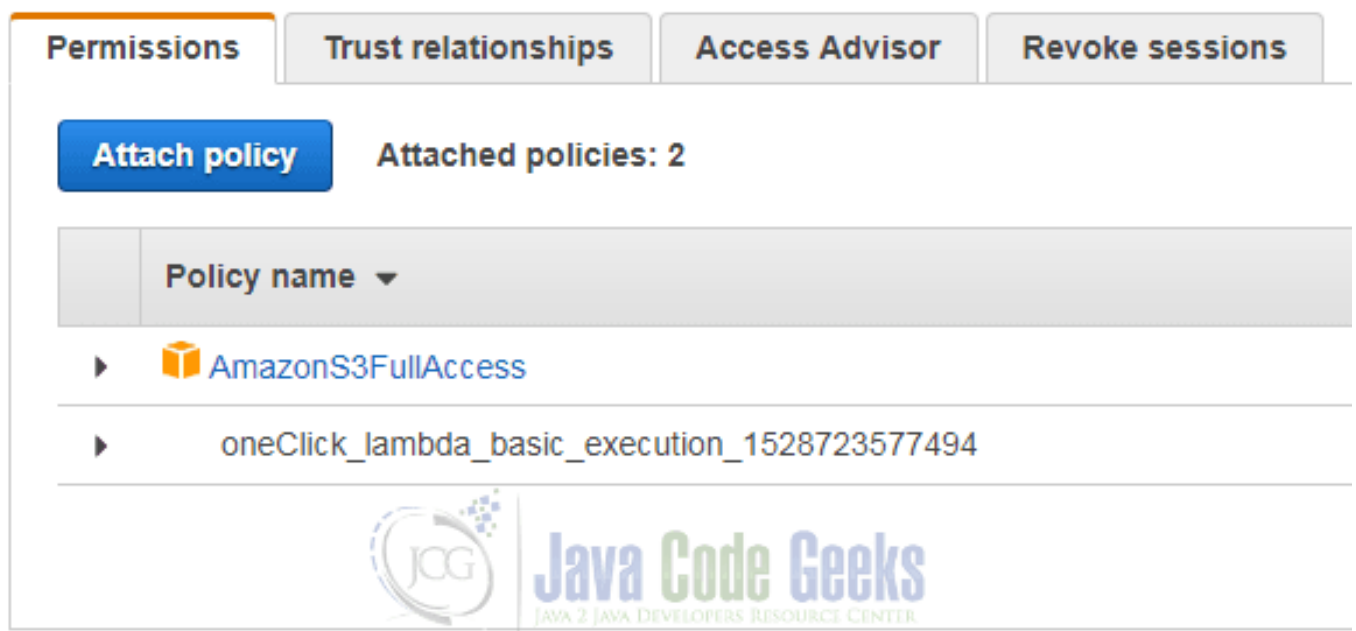 Permissions Trust relationships Access Advisor Revoke sessions
Attach policy Attached policies: 2
Policy name
AmazonS3FullAccess
oneClick_lambda_basic_execution_1528723577494
JCG Java Code Geeks
JAVA 2 JAVA DEVELOPERS RESOURCE CENTER